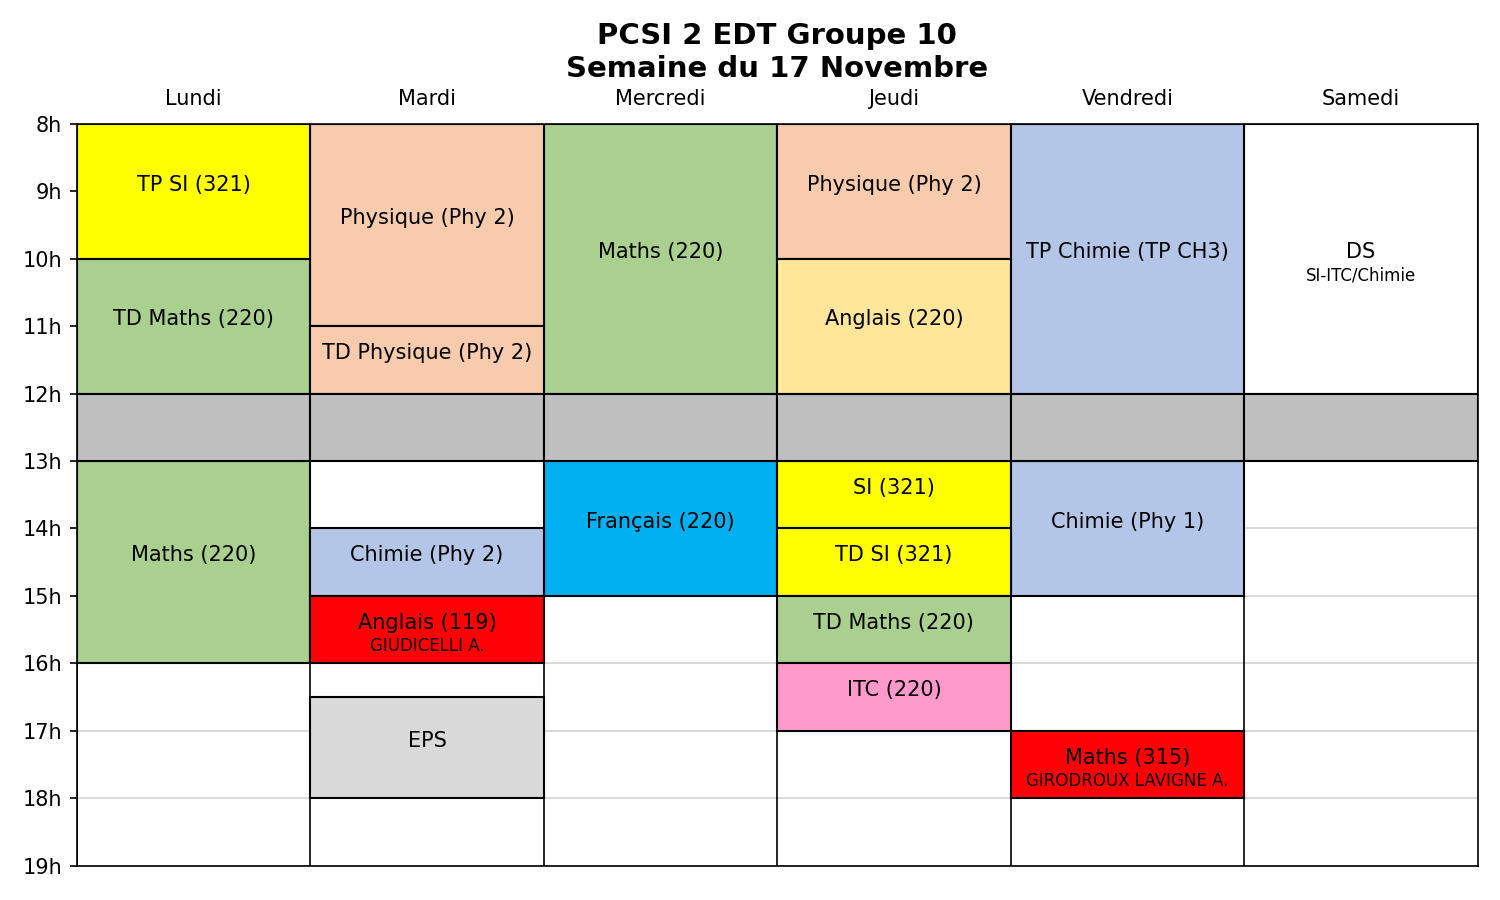 PCSI 2 EDT Groupe 10
Semaine du 17 Novembre
Lundi Mardi Mercredi Jeudi Vendredi Samedi
8h
9h
10h
11h
12h
13h
14h
15h
16h
17h
18h
19h
TP SI (321)
TD Maths (220)
Maths (220)
Physique (Phy 2)
TD Physique (Phy 2)
Chimie (Phy 2)
Anglais (119)
GIUDICELLI A.
EPS
Maths (220)
Français (220)
Physique (Phy 2)
Anglais (220)
SI (321)
TD SI (321)
TD Maths (220)
ITC (220)
TP Chimie (TP CH3)
Chimie (Phy 1)
Maths (315)
GIRODROUX LAVIGNE A.
DS
SI-ITC/Chimie